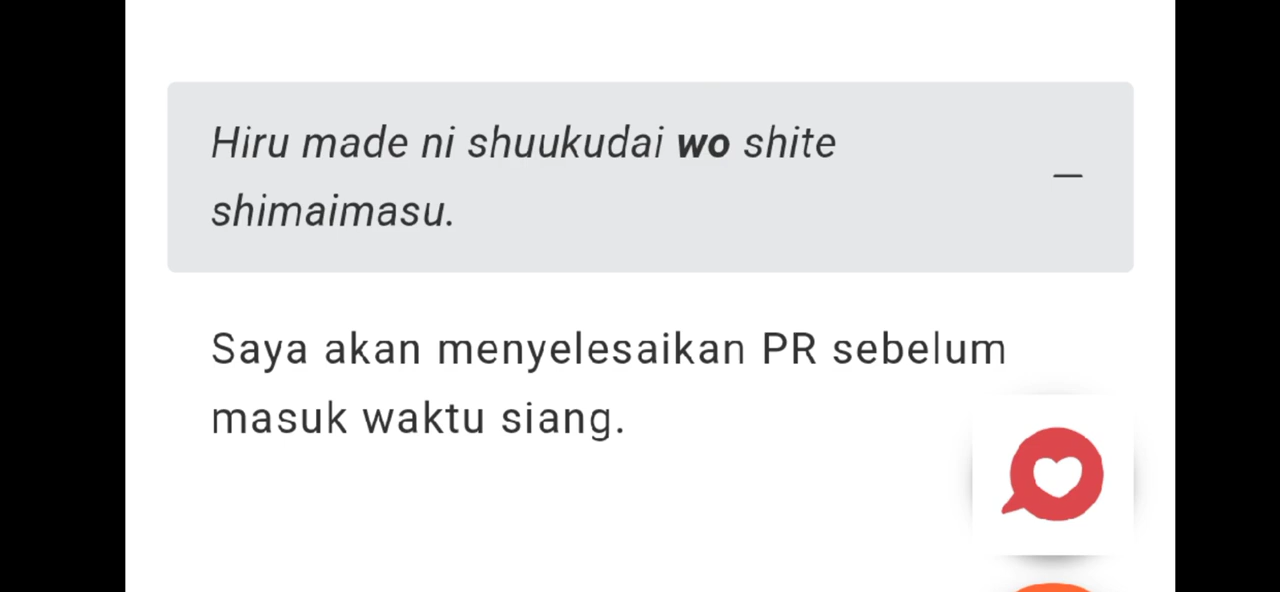 Hiru made ni shuukudai wo shite
shimaimasu.
Saya akan menyelesaikan PR sebelum
masuk waktu siang.